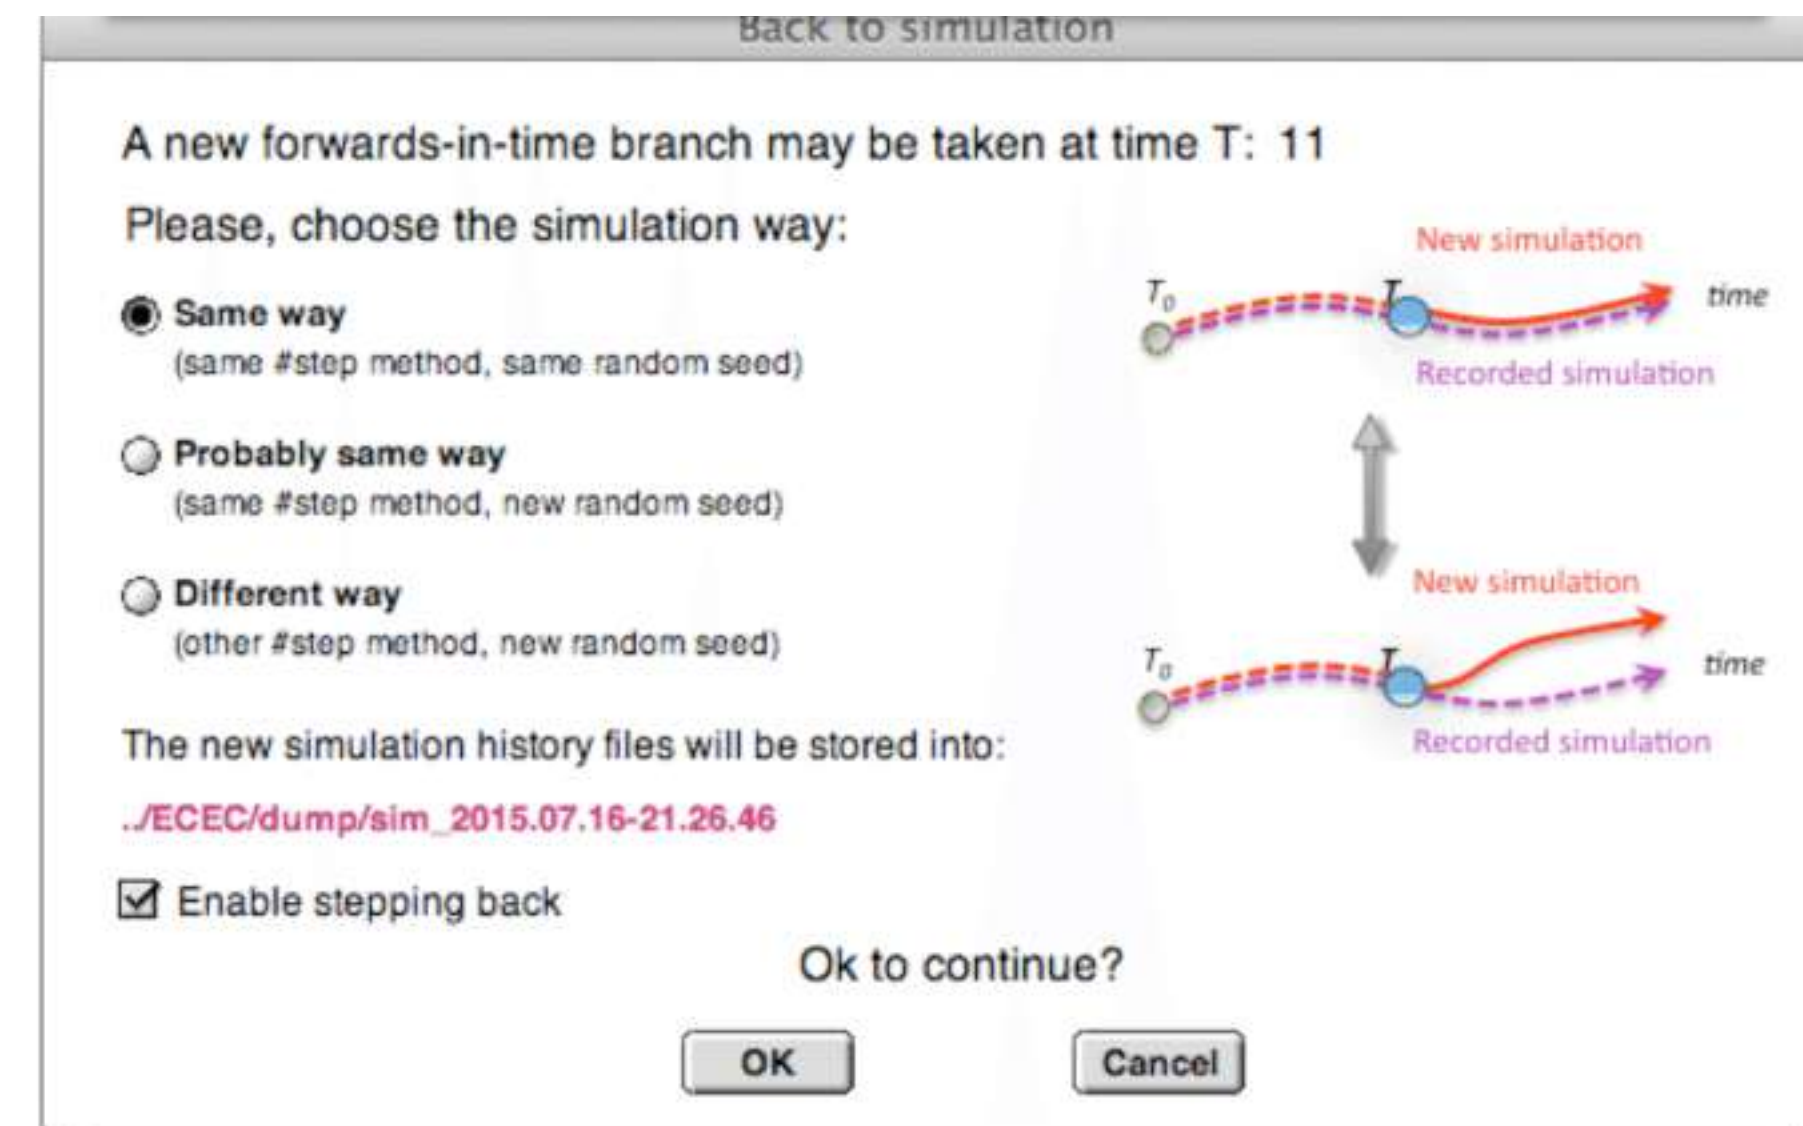 Back to simulation
A new forwards-in-time branch may be taken at time T: 11
Please, choose the simulation way:
Same way
(same #step method, same random seed)
Probably same way
(same #step method, new random seed)
Different way
(other #step method, new random seed)
New simulation
T0
T
time
Recorded simulation
New simulation
T0
T
time
Recorded simulation
The new simulation history files will be stored into:
../ECEC/dump/sim_2015.07.16-21.26.46
Enable stepping back
Ok to continue?
OK
Cancel